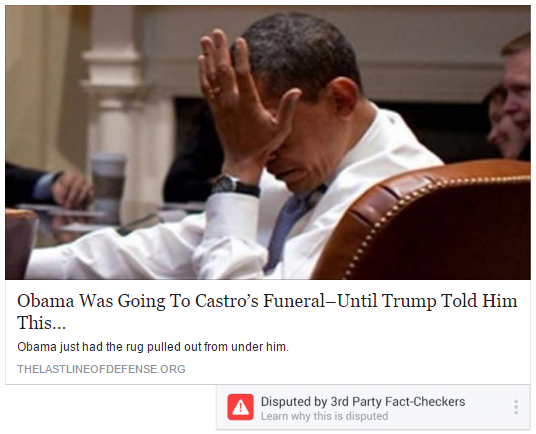 Obama Was Going To Castro's Funeral–Until Trump Told Him
This...
Obama just had the rug pulled out from under him.
THELASTLINEOFDEFENSE.ORG
Disputed by 3rd Party Fact-Checkers
Learn why this is disputed